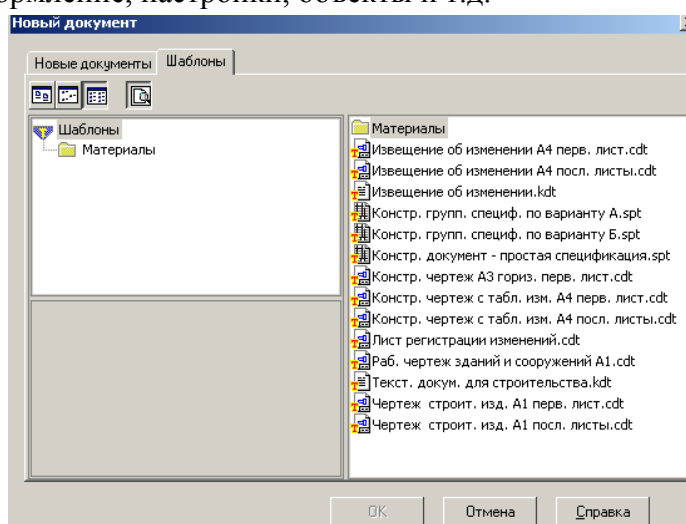 ормление, настройки, объекты и т.д.
Новый документ
Новые документы Шаблоны
Шаблоны
Материалы
Материалы
Извещение об изменении А4 перв. лист.cdt
Извещение об изменении А4 посл. листы.cdt
Извещение об изменении.kdt
Констр. групп. специф. по варианту А.spt
Констр. групп. специф. по варианту Б.spt
Констр. документ - простая спецификация.spt
Констр. чертеж А3 гориз. перв. лист.cdt
Констр. чертеж с табл. изм. А4 перв. лист.cdt
Констр. чертеж с табл. изм. А4 посл. листы.cdt
Лист регистрации изменений.cdt
Раб. чертеж зданий и сооружений А1.cdt
Текст. докум. для строительства.kdt
Чертеж строит. изд. А1 перв. лист.cdt
Чертеж строит. изд. А1 посл. листы.cdt
OK Отмена Справка